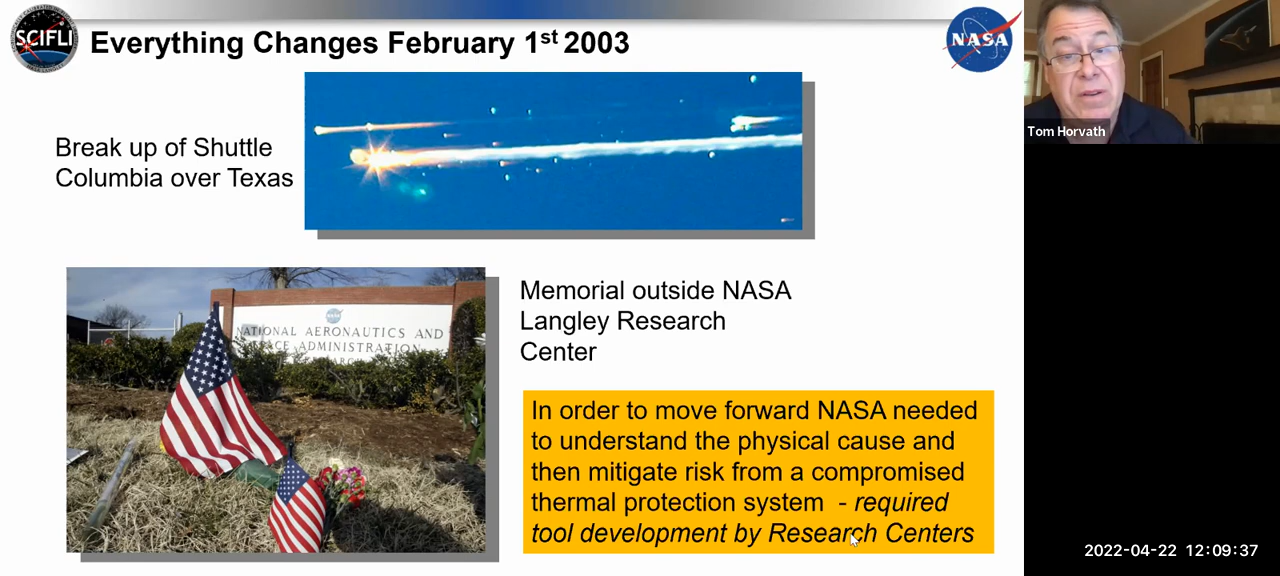 SCIFLI
Everything Changes February 1st 2003
NASA
Tom Horvath
Break up of Shuttle
Columbia over Texas
NATIONAL AERONAUTICS AND
SPACE ADMINISTRATION
Memorial outside NASA
Langley Research
Center
In order to move forward NASA needed
to understand the physical cause and
then mitigate risk from a compromised
thermal protection system - required
tool development by Research Centers
2022-04-22 12:09:37